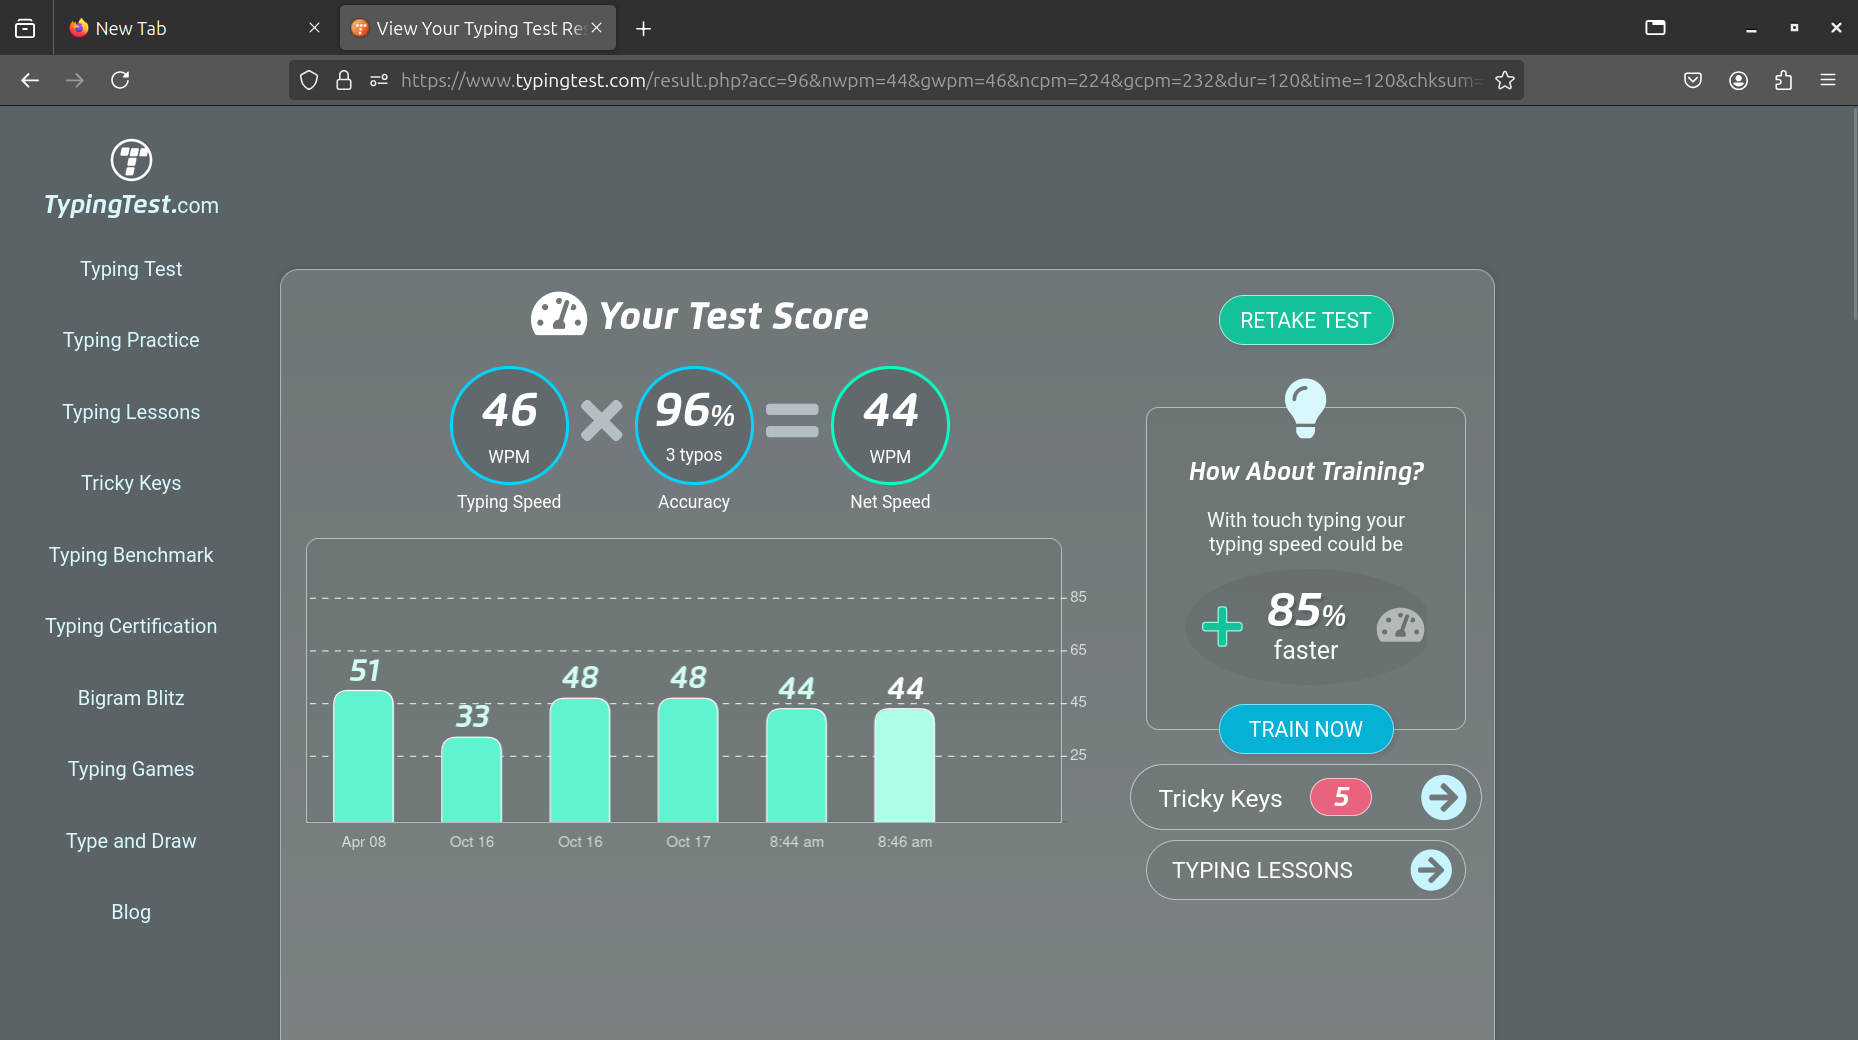 New Tab
View Your Typing Test Re
https://www.typingtest.com/result.php?acc=96&nwpm=44&gwpm=46&ncpm=224&gcpm=232&dur=120&time=120&chksum=
TypingTest.com
Typing Test
Typing Practice
Typing Lessons
Tricky Keys
Typing Benchmark
Typing Certification
Bigram Blitz
Typing Games
Type and Draw
Blog
Your Test Score
46
WPM
Typing Speed
96%
3 typos
Accuracy
44
WPM
Net Speed
85
65
45
25
51
33
48
48
44
44
Apr 08
Oct 16
Oct 16
Oct 17
8:44 am
8:46 am
RETAKE TEST
How About Training?
With touch typing your
typing speed could be
85%
faster
TRAIN NOW
Tricky Keys 5
TYPING LESSONS